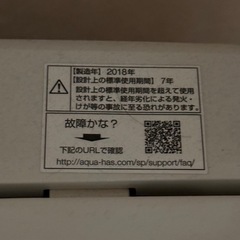 【製造年】2018年
【設計上の標準使用期間】7年
設計上の標準使用期間を超えて使用
されますと、経年劣化による発火・
けが等の事故に至る恐れがあります。
故障かな?
下記のURLで確認
http://aqua-has.com/sp/support/faq/